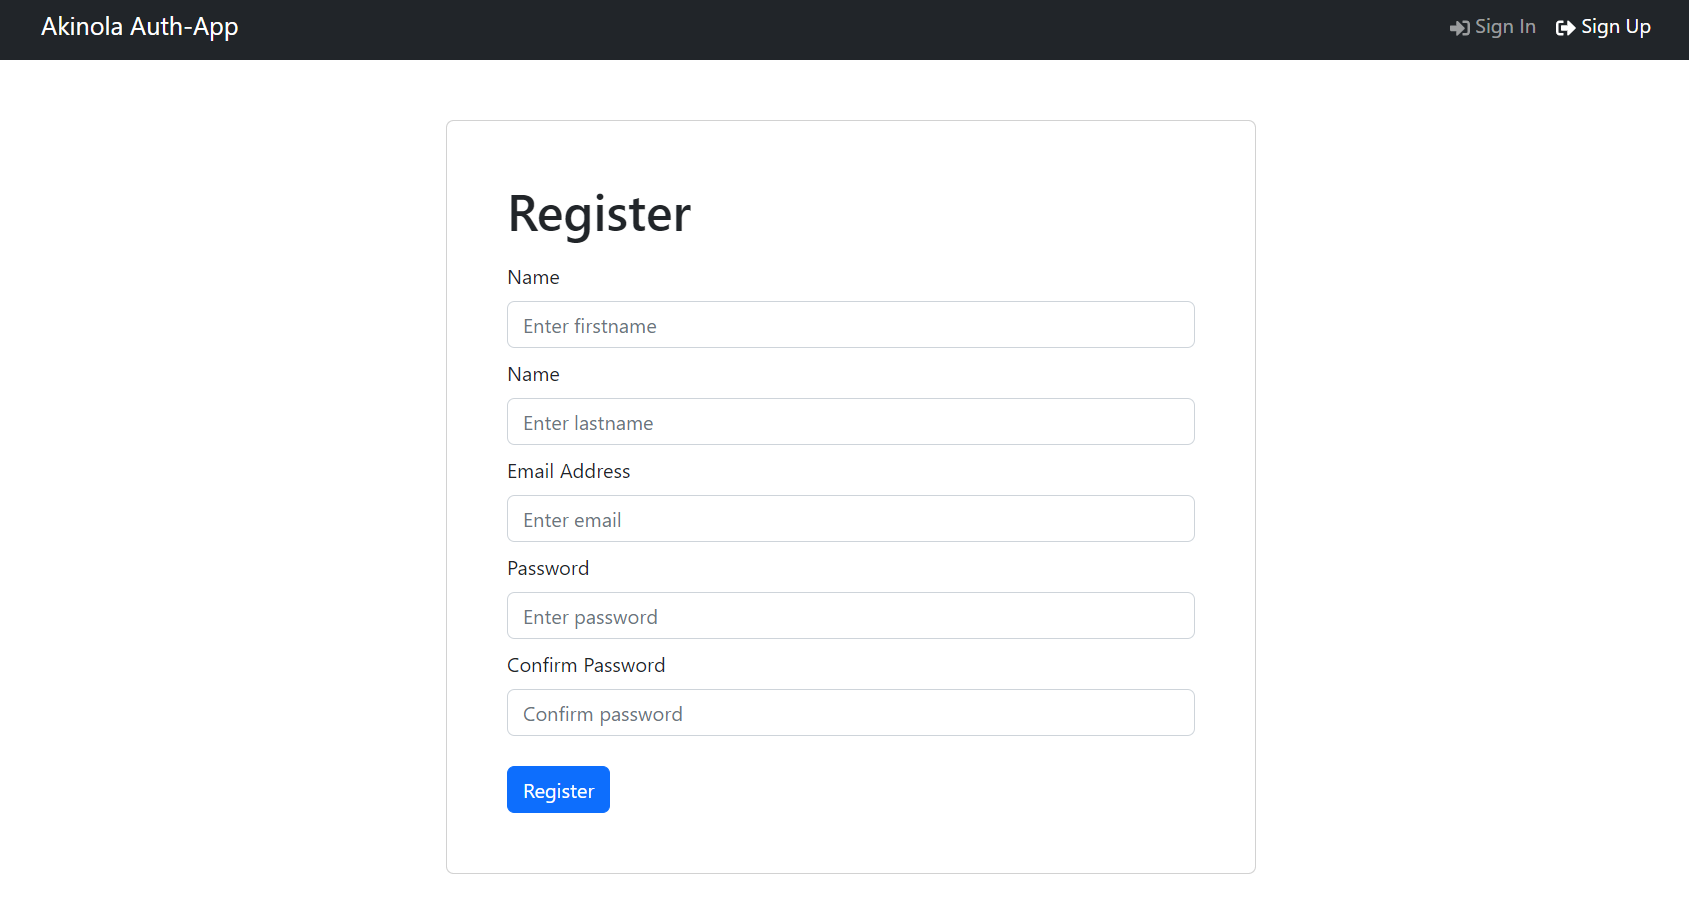 Akinola Auth-App
Sign In
Sign Up
Register
Name
Enter firstname
Name
Enter lastname
Email Address
Enter email
Password
Enter password
Confirm Password
Confirm password
Register